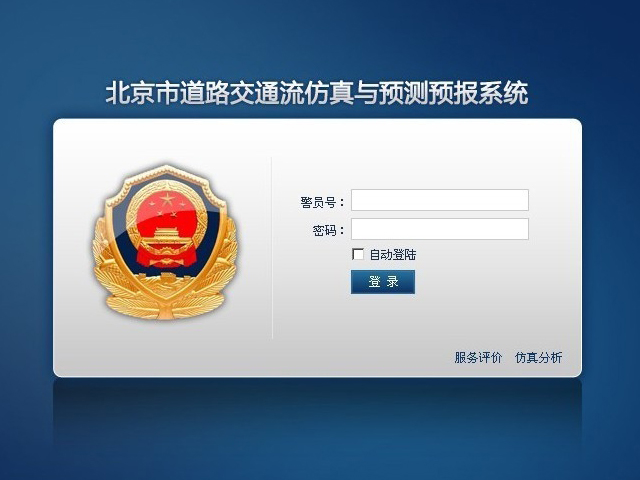 北京市道路交通流仿真与预测预报系统
警员号：
密码：
自动登陆
登 录
服务评价 仿真分析